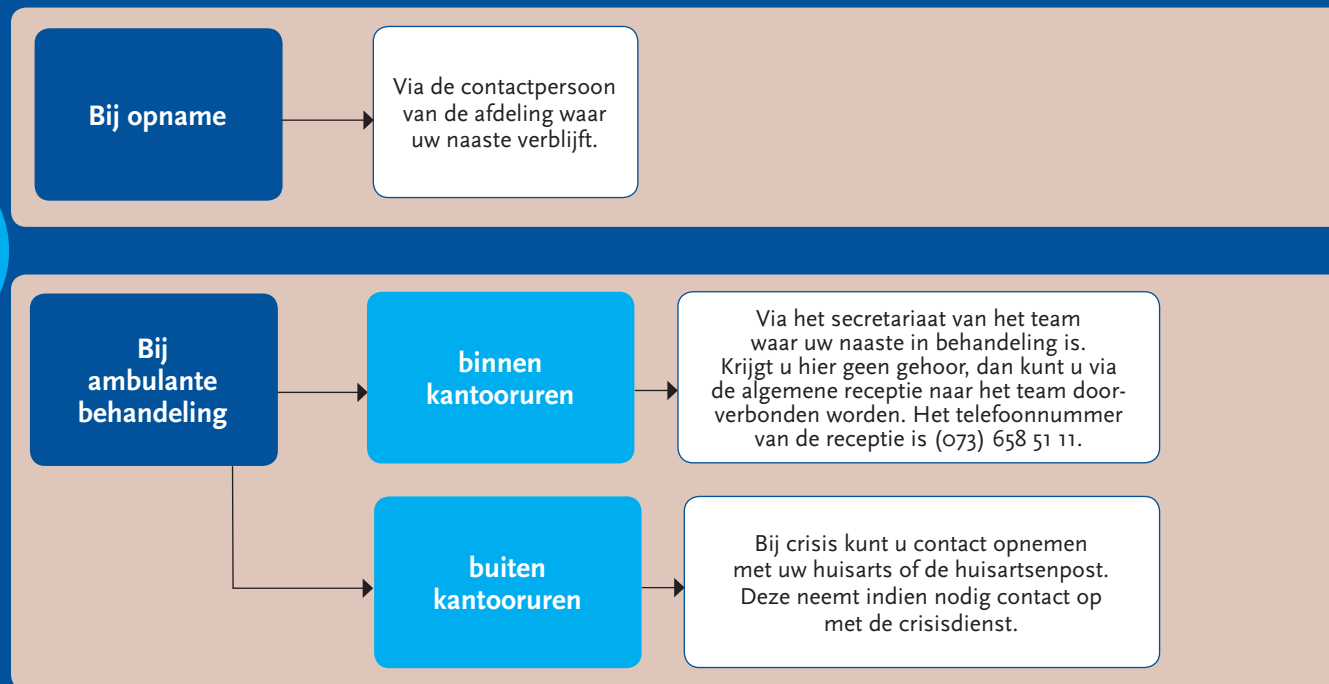 Bij opname
Via de contactpersoon
van de afdeling waar
uw naaste verblijft.
Bij
ambulante
behandeling
binnen
kantooruren
Via het secretariaat van het team
waar uw naaste in behandeling is.
Krijgt u hier geen gehoor, dan kunt u via
de algemene receptie naar het team door-
verbonden worden. Het telefoonnummer
van de receptie is (073) 658 51 11.
buiten
kantooruren
Bij crisis kunt u contact opnemen
met uw huisarts of de huisartsenpost.
Deze neemt indien nodig contact op
met de crisisdienst.